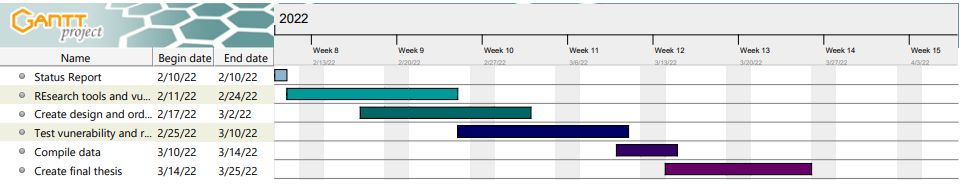 GANTT
project
2022
Week 8 Week 9 Week 10 Week 11 Week 12 Week 13 Week 14 Week 15
2/13/22 2/20/22 2/27/22 3/6/22 3/13/22 3/20/22 3/27/22 4/3/22
Name Begin date End date
Status Report 2/10/22 2/10/22
REsearch tools and vu... 2/11/22 2/24/22
Create design and ord... 2/17/22 3/2/22
Test vunerability and r... 2/25/22 3/10/22
Compile data 3/10/22 3/14/22
Create final thesis 3/14/22 3/25/22